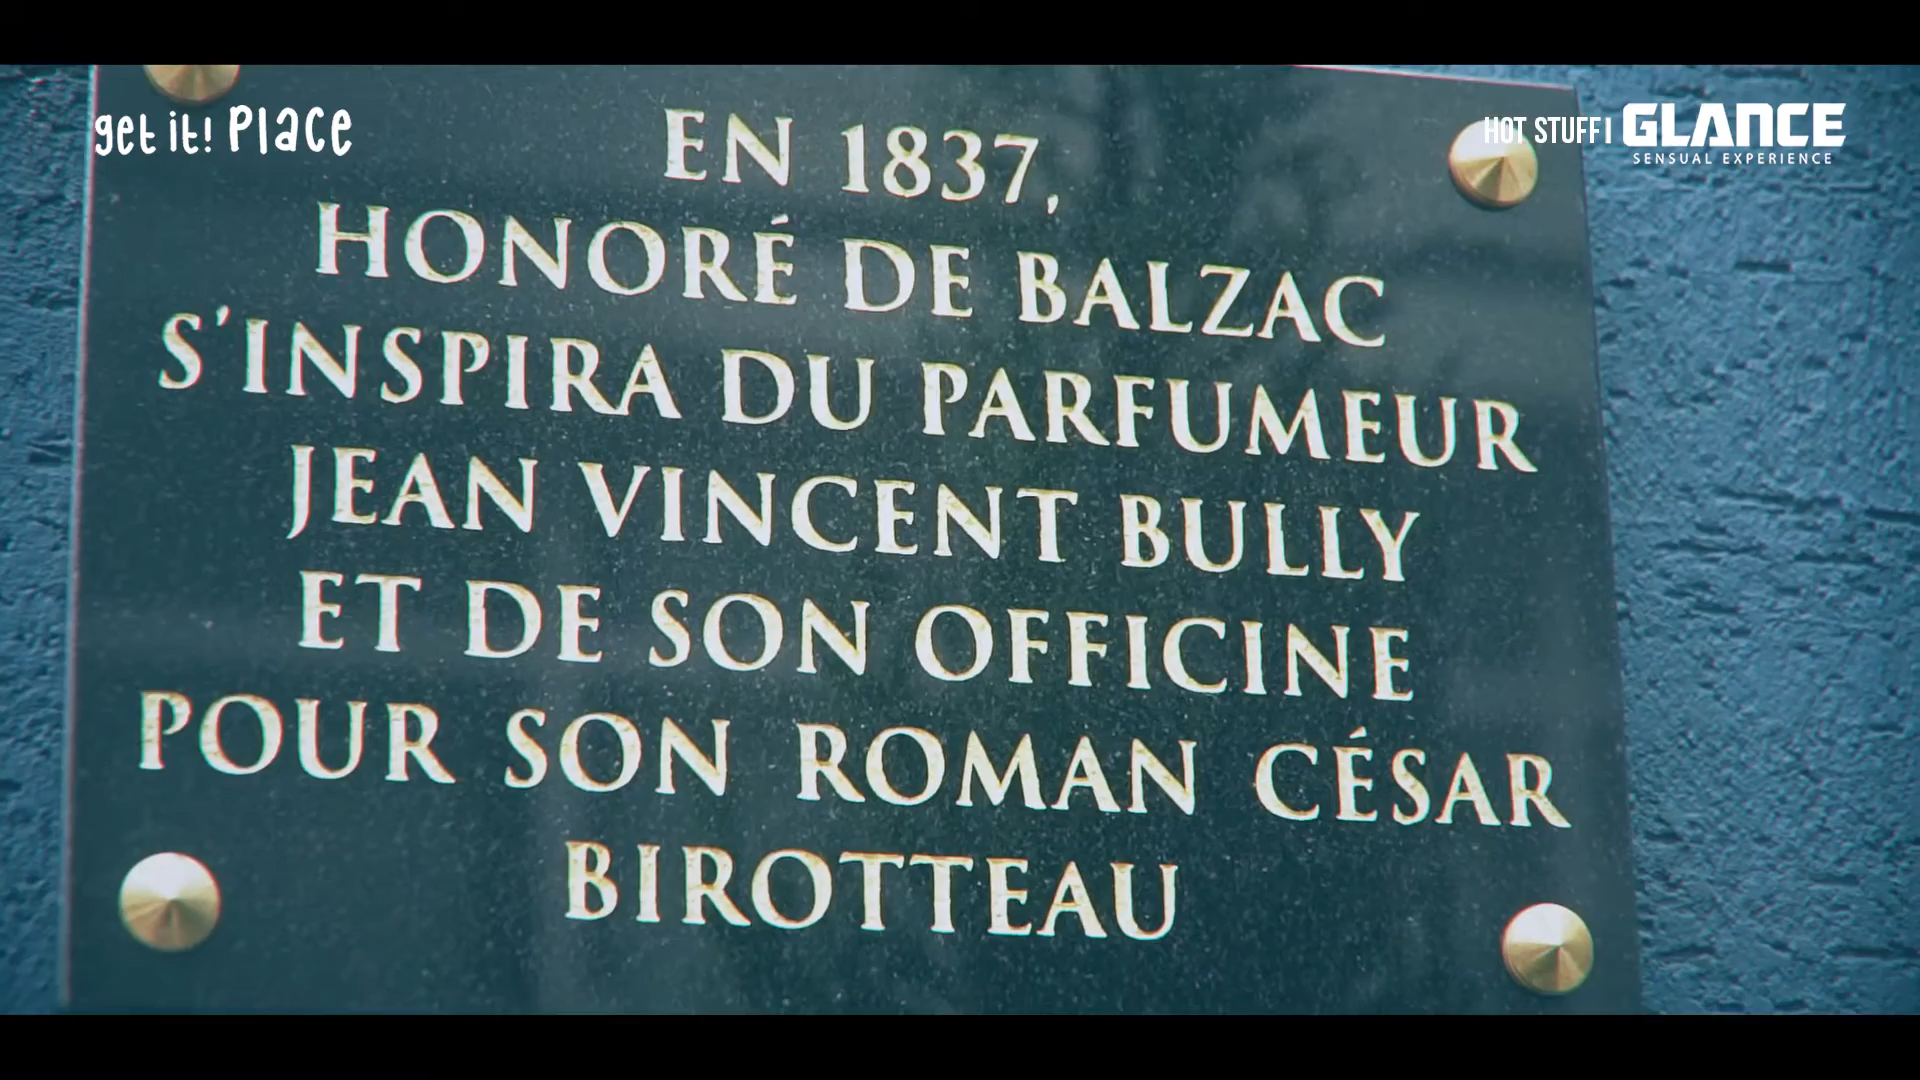 get it! Place
HOT STUFF | GLANCE
SENSUAL EXPERIENCE
EN 1837,
HONORÉ DE BALZAC
S'INSPIRA DU PARFUMEUR
JEAN VINCENT BULLY
ET DE SON OFFICINE
POUR SON ROMAN CÉSAR
BIROTTEAU